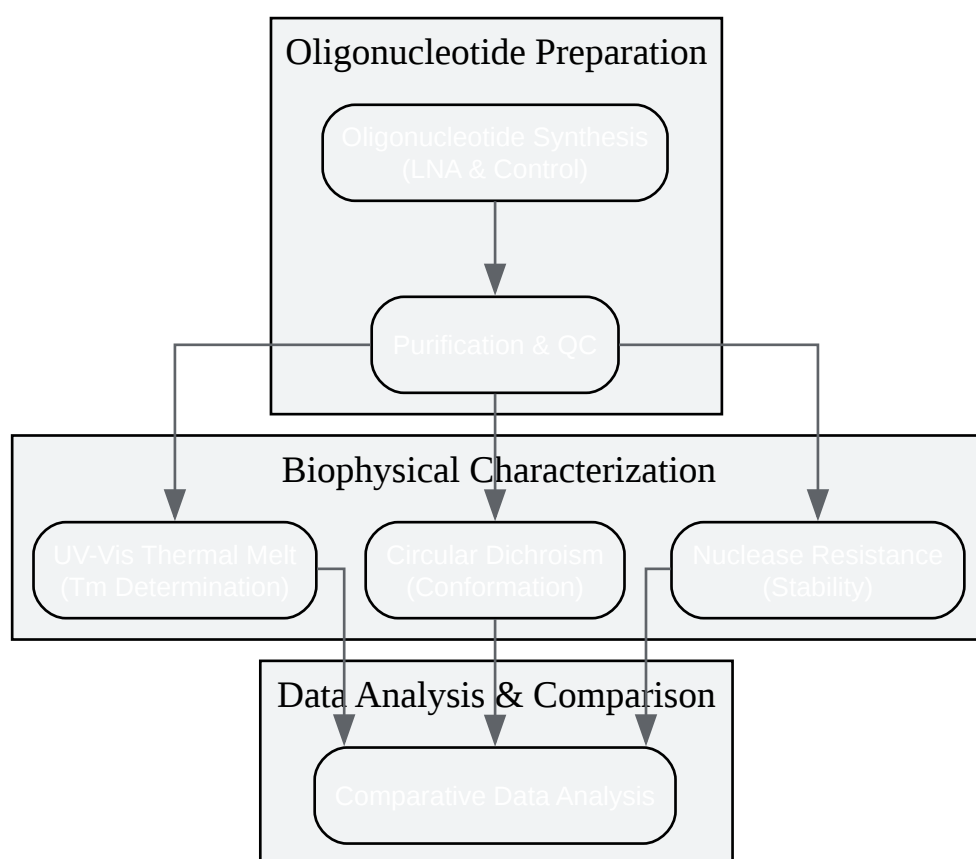 Oligonucleotide Preparation
Oligonucleotide Synthesis
(LNA & Control)
Purification & QC
Biophysical Characterization
UV-Vis Thermal Melt
(Tm Determination)
Circular Dichroism
(Conformation)
Nuclease Resistance
(Stability)
Data Analysis & Comparison
Comparative Data Analysis